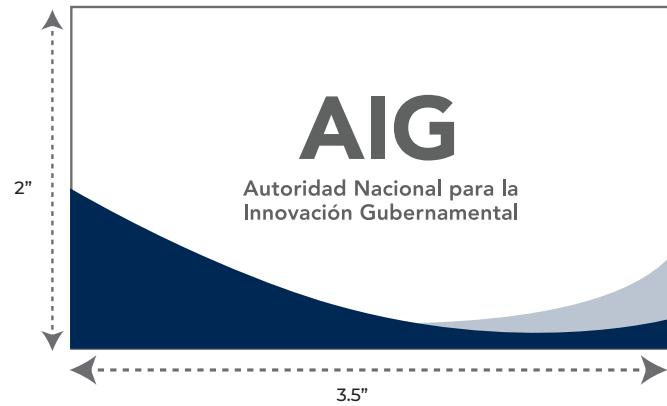 AIG
Autoridad Nacional para la
Innovación Gubernamental
2”
3.5”